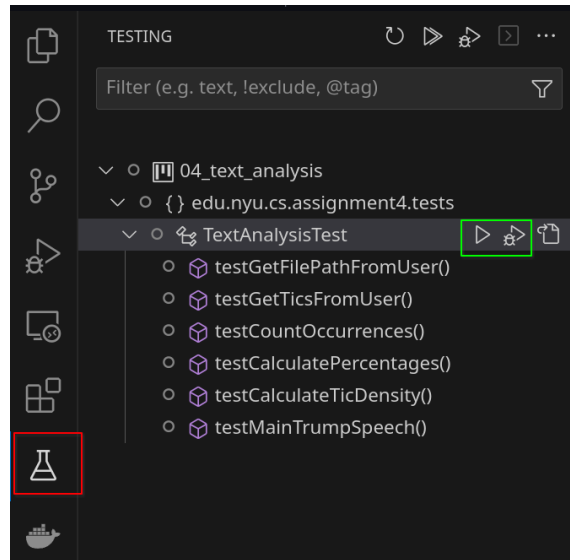 TESTING
Filter (e.g. text, !exclude, @tag)
04_text_analysis
{ } edu.nyu.cs.assignment4.tests
TextAnalysisTest
testGetFilePathFromUser()
testGetTicsFromUser()
testCountOccurrences()
testCalculatePercentages()
testCalculateTicDensity()
testMainTrumpSpeech()